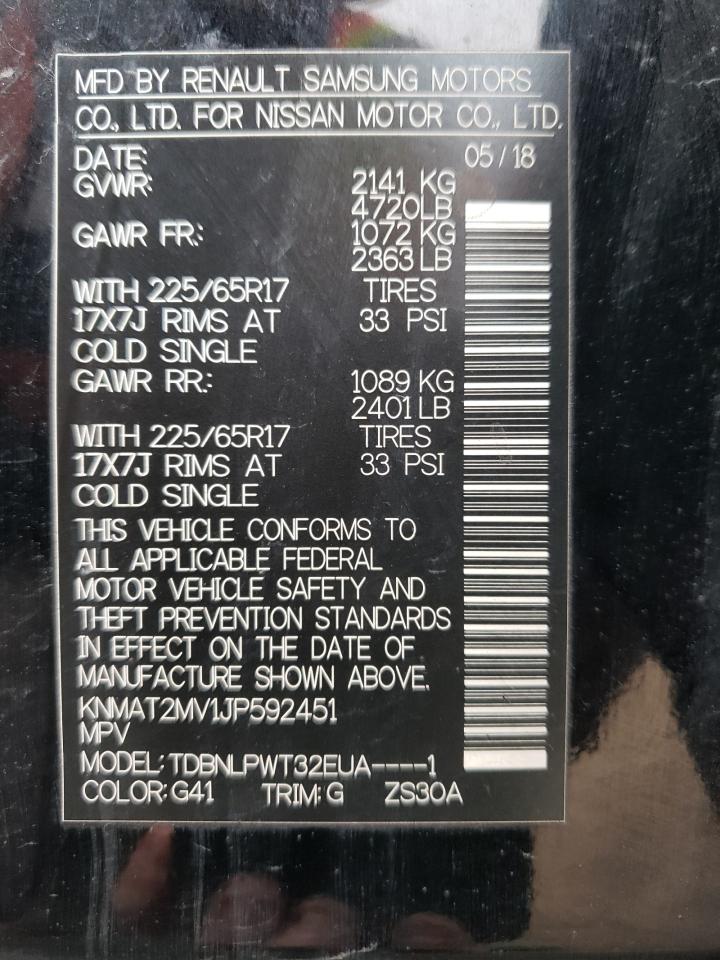 MFD BY RENAULT SAMSUNG MOTORS
CO., LTD. FOR NISSAN MOTOR CO., LTD.
DATE: 05/18
GVWR: 2141 KG
4720LB
GAWR FR.: 1072 KG
2363 LB
WITH 225/65R17 TIRES
17X7J RIMS AT 33 PSI
COLD SINGLE
GAWR RR.: 1089 KG
2401 LB
WITH 225/65R17 TIRES
17X7J RIMS AT 33 PSI
COLD SINGLE
THIS VEHICLE CONFORMS TO
ALL APPLICABLE FEDERAL
MOTOR VEHICLE SAFETY AND
THEFT PREVENTION STANDARDS
IN EFFECT ON THE DATE OF
MANUFACTURE SHOWN ABOVE.
KNMAT2MV1JP592451
MPV
MODEL: TDBNLPWT32EUA----1
COLOR: G41 TRIM: G ZS30A